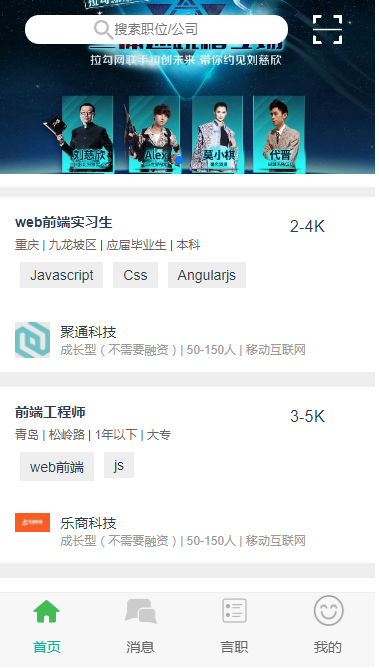 搜索职位/公司
拉勾网联手初创未来 带你约见刘慈欣
刘慈欣 Alex 莫小棋 代晋
web前端实习生 2-4K
重庆 | 九龙坡区 | 应届毕业生 | 本科
Javascript Css Angularjs
聚通科技
成长型（不需要融资）| 50-150人 | 移动互联网
前端工程师 3-5K
青岛 | 松岭路 | 1年以下 | 大专
web前端 js
乐商科技
成长型（不需要融资）| 50-150人 | 移动互联网
首页 消息 言职 我的